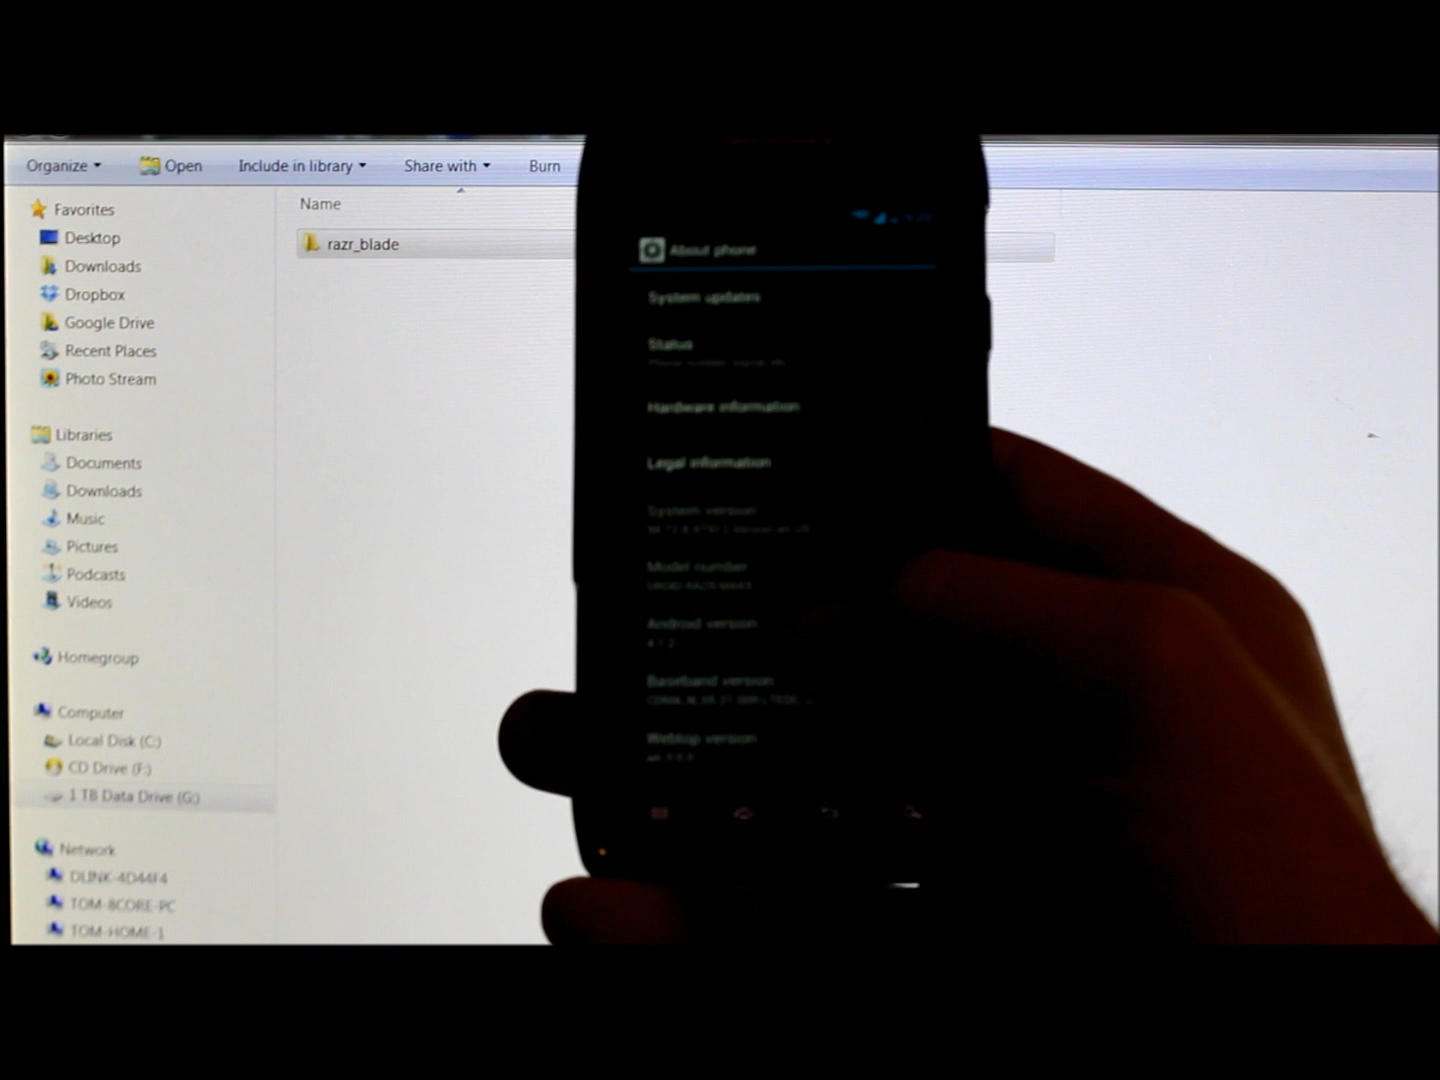 Organize
Open
Include in library
Share with
Burn
Favorites
Desktop
Downloads
Dropbox
Google Drive
Recent Places
Photo Stream
Libraries
Documents
Downloads
Music
Pictures
Podcasts
Videos
Homegroup
Computer
Local Disk (C:)
CD Drive (F:)
1 TB Data Drive (G:)
Network
DLINK-4D44F4
TOM-8CORE-PC
TOM-HOME-1
Name
razr_blade
About phone
System updates
Status
Hardware information
Legal information
System version
Model number
Android version
4.1.2
Baseband version
Webtop version